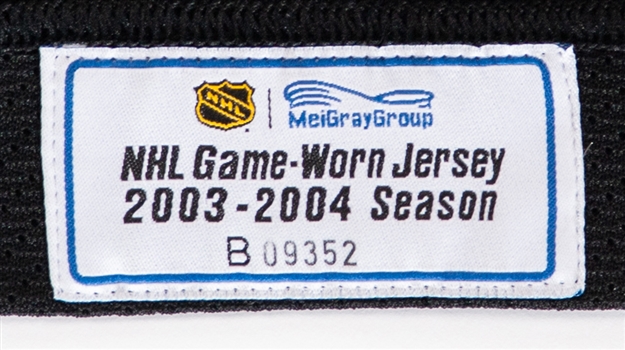 NHL
MeiGrayGroup
NHL Game-Worn Jersey
2003-2004 Season
B 09352